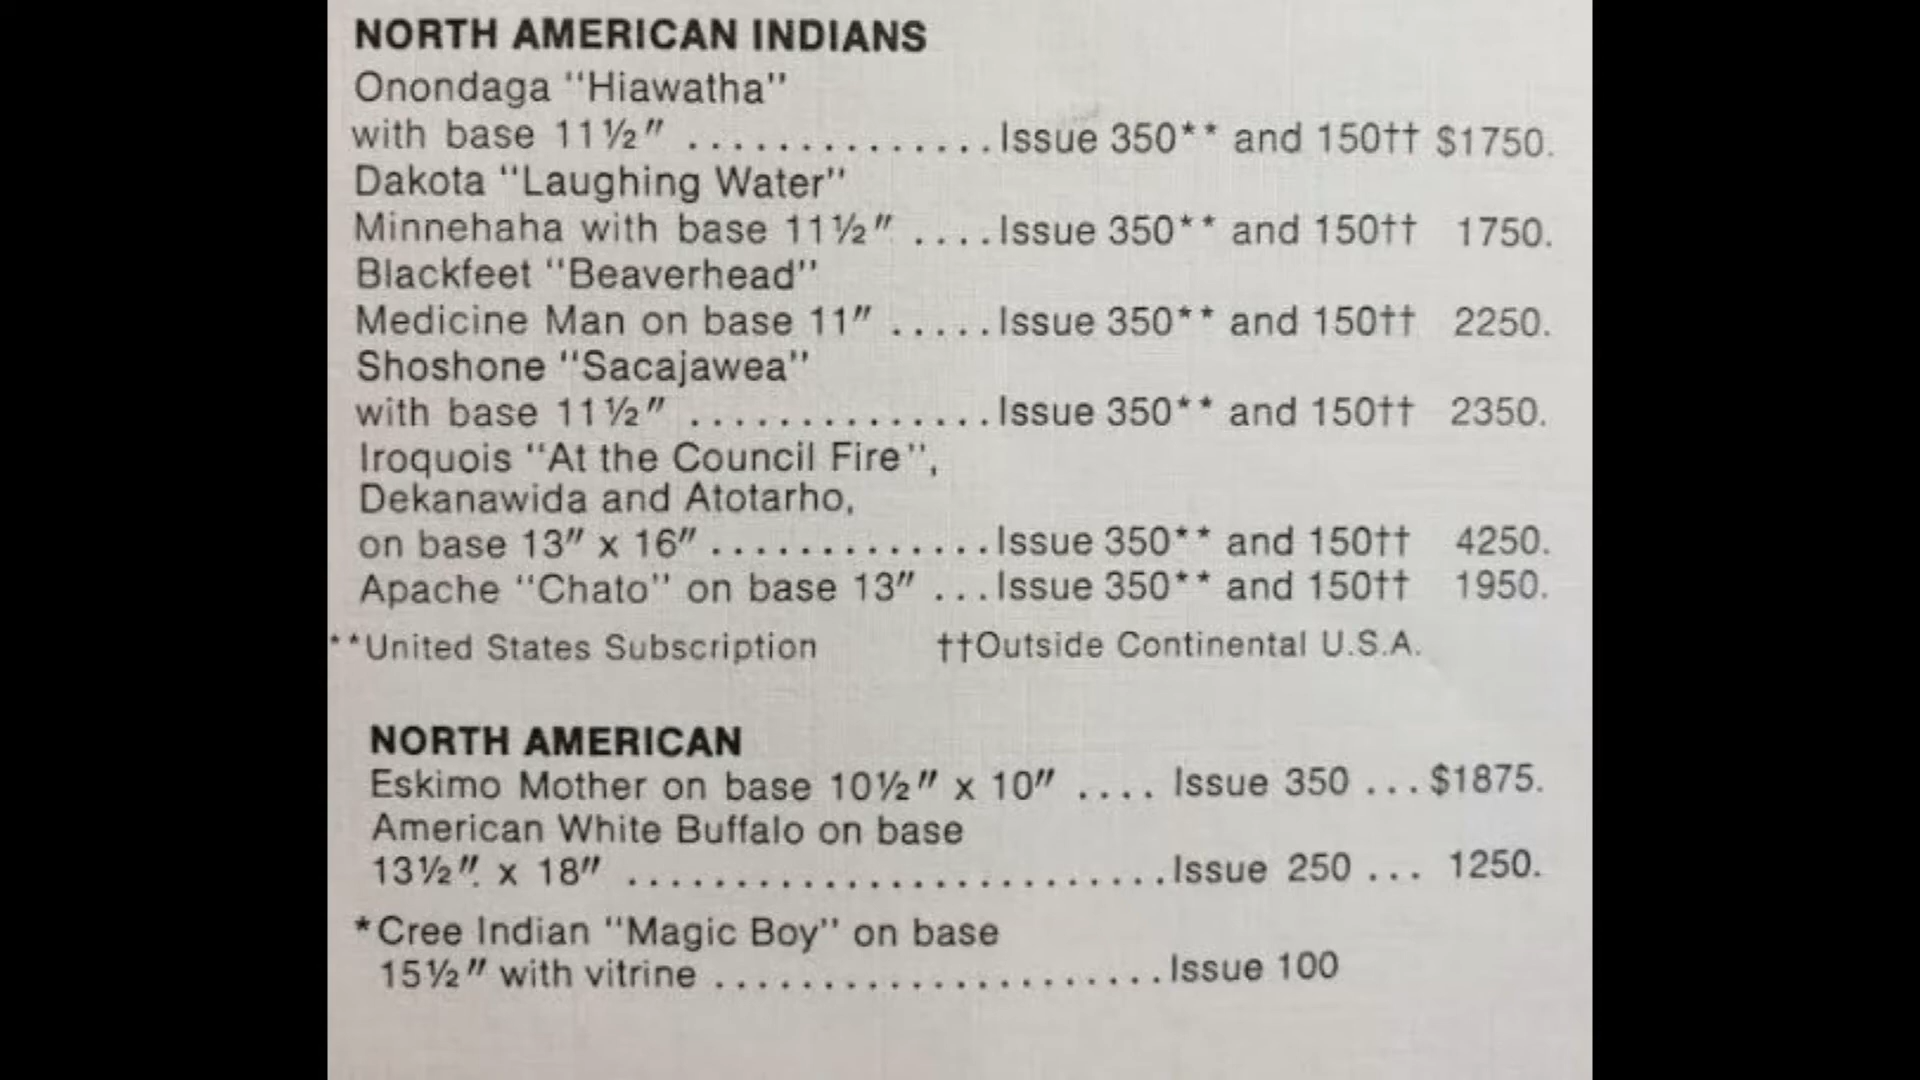 NORTH AMERICAN INDIANS
Onondaga "Hiawatha"
with base 11½" ..............Issue 350** and 150†† $1750.
Dakota "Laughing Water"
Minnehaha with base 11½" ....Issue 350** and 150†† 1750.
Blackfeet "Beaverhead"
Medicine Man on base 11" .....Issue 350** and 150†† 2250.
Shoshone "Sacajawea"
with base 11½" ..............Issue 350** and 150†† 2350.
Iroquois "At the Council Fire",
Dekanawida and Atotarho,
on base 13" x 16" .............Issue 350** and 150†† 4250.
Apache "Chato" on base 13" ...Issue 350** and 150†† 1950.
**United States Subscription ††Outside Continental U.S.A.
NORTH AMERICAN
Eskimo Mother on base 10½" x 10" .... Issue 350 ...$1875.
American White Buffalo on base
13½" x 18" .........................Issue 250 ... 1250.
*Cree Indian "Magic Boy" on base
15½" with vitrine .....................Issue 100